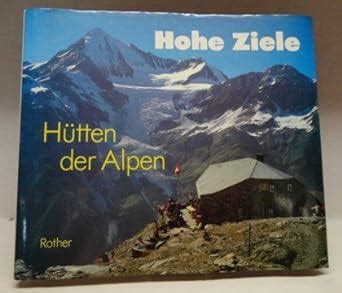 Hohe Ziele
Hütten
der Alpen
Rother